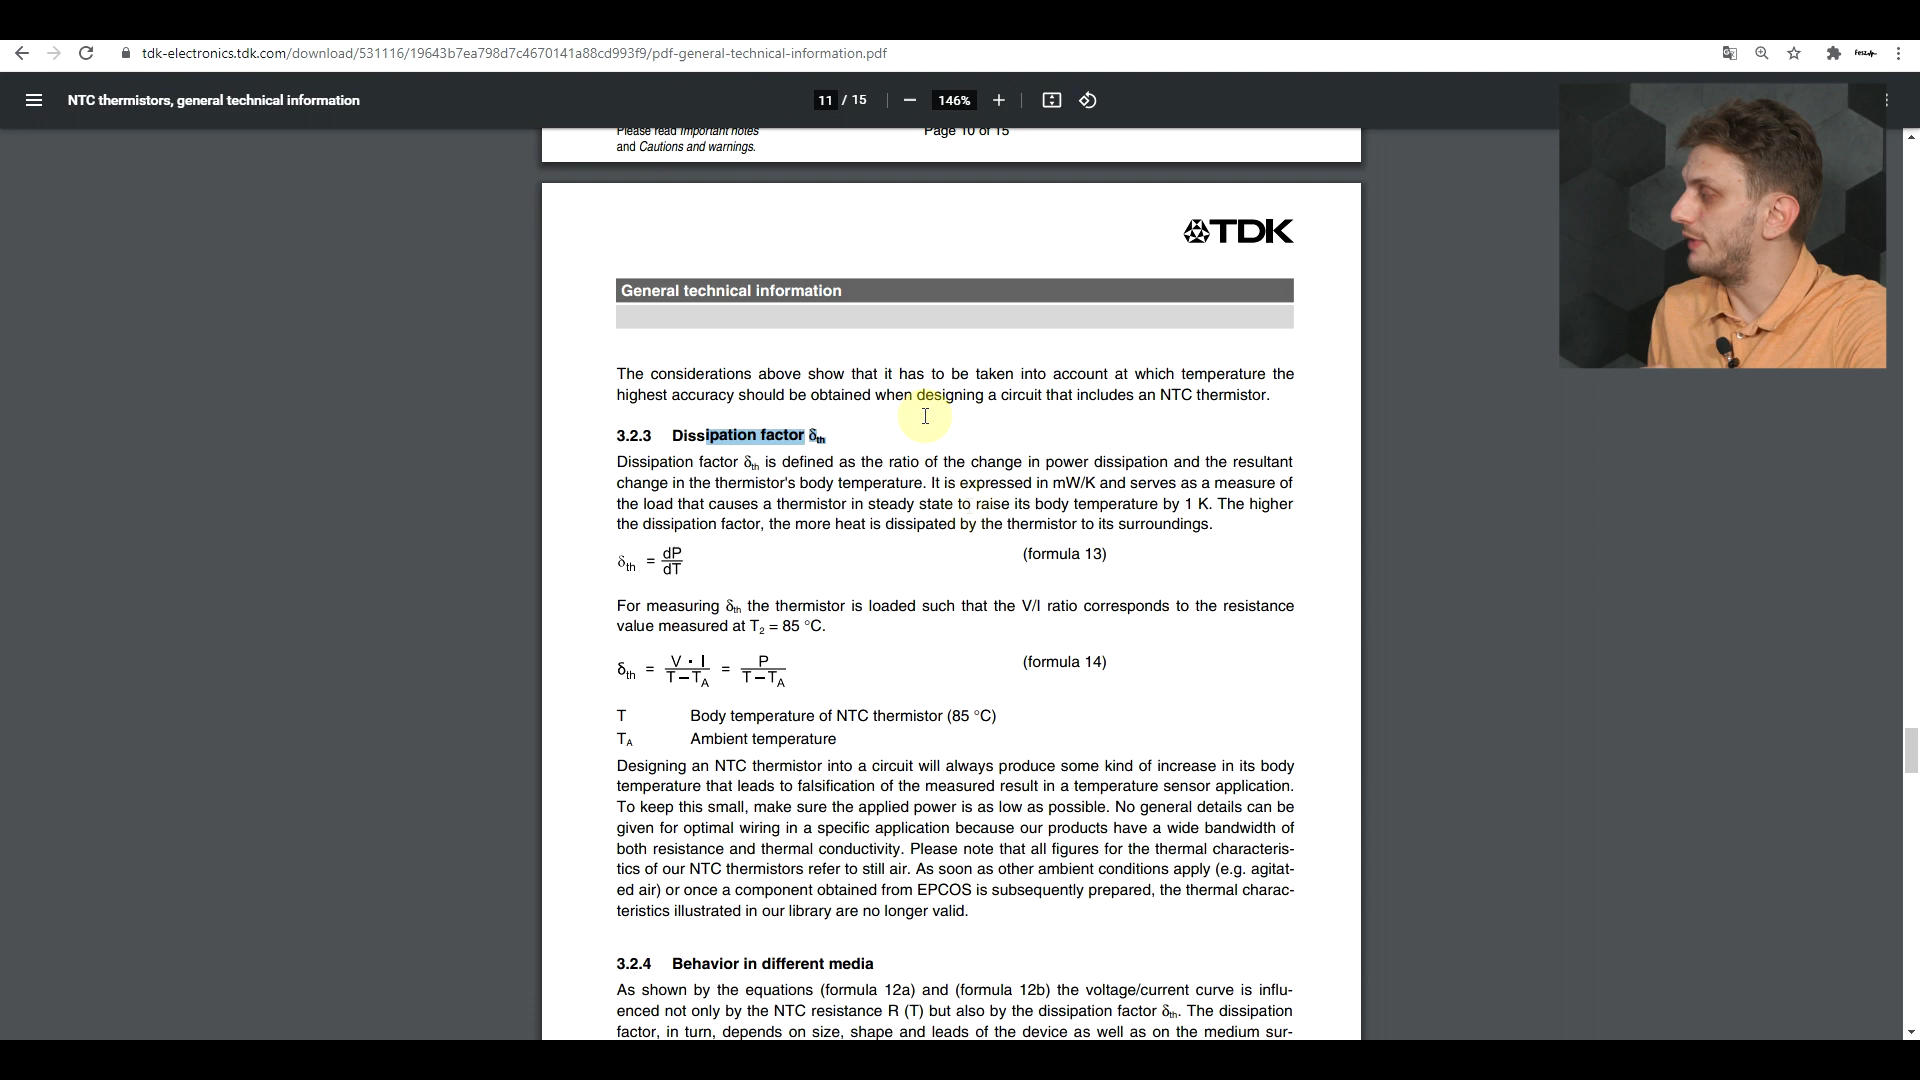 tdk-electronics.tdk.com/download/531116/19643b7ea798d7c4670141a88cd993f9/pdf-general-technical-information.pdf
fesz
NTC thermistors, general technical information
11 / 15
146%
Please read Important notes
and Cautions and warnings.
Page 10 of 15
TDK
General technical information
The considerations above show that it has to be taken into account at which temperature the
highest accuracy should be obtained when designing a circuit that includes an NTC thermistor.
3.2.3 Dissipation factor δth
Dissipation factor δth is defined as the ratio of the change in power dissipation and the resultant
change in the thermistor's body temperature. It is expressed in mW/K and serves as a measure of
the load that causes a thermistor in steady state to raise its body temperature by 1 K. The higher
the dissipation factor, the more heat is dissipated by the thermistor to its surroundings.
δth = dP/dT (formula 13)
For measuring δth the thermistor is loaded such that the V/I ratio corresponds to the resistance
value measured at T2 = 85 °C.
δth = V · I / T – TA = P / T – TA (formula 14)
T Body temperature of NTC thermistor (85 °C)
TA Ambient temperature
Designing an NTC thermistor into a circuit will always produce some kind of increase in its body
temperature that leads to falsification of the measured result in a temperature sensor application.
To keep this small, make sure the applied power is as low as possible. No general details can be
given for optimal wiring in a specific application because our products have a wide bandwidth of
both resistance and thermal conductivity. Please note that all figures for the thermal characteris-
tics of our NTC thermistors refer to still air. As soon as other ambient conditions apply (e.g. agitat-
ed air) or once a component obtained from EPCOS is subsequently prepared, the thermal charac-
teristics illustrated in our library are no longer valid.
3.2.4 Behavior in different media
As shown by the equations (formula 12a) and (formula 12b) the voltage/current curve is influ-
enced not only by the NTC resistance R (T) but also by the dissipation factor δth. The dissipation
factor, in turn, depends on size, shape and leads of the device as well as on the medium sur-